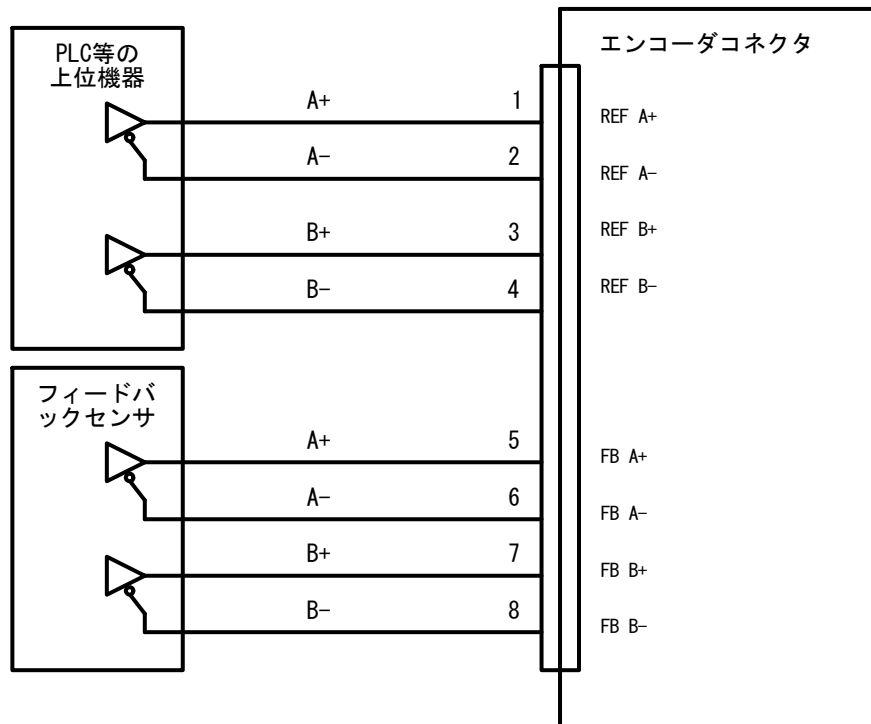 エンコーダコネクタ
PLC等の
上位機器
A+ 1 REF A+
A- 2 REF A-
B+ 3 REF B+
B- 4 REF B-
フィードバ
ックセンサ
A+ 5 FB A+
A- 6 FB A-
B+ 7 FB B+
B- 8 FB B-